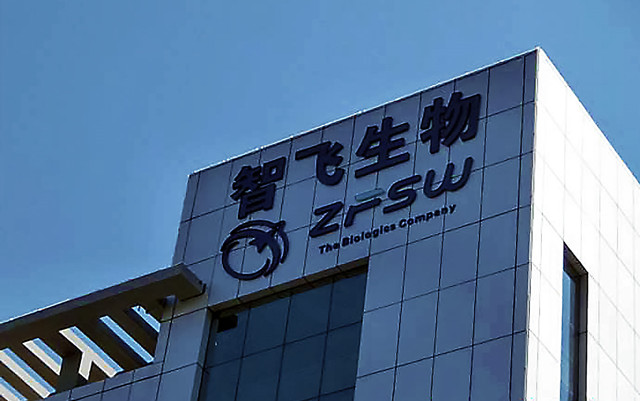 智飞生物
ZFSW
The Biologics Company